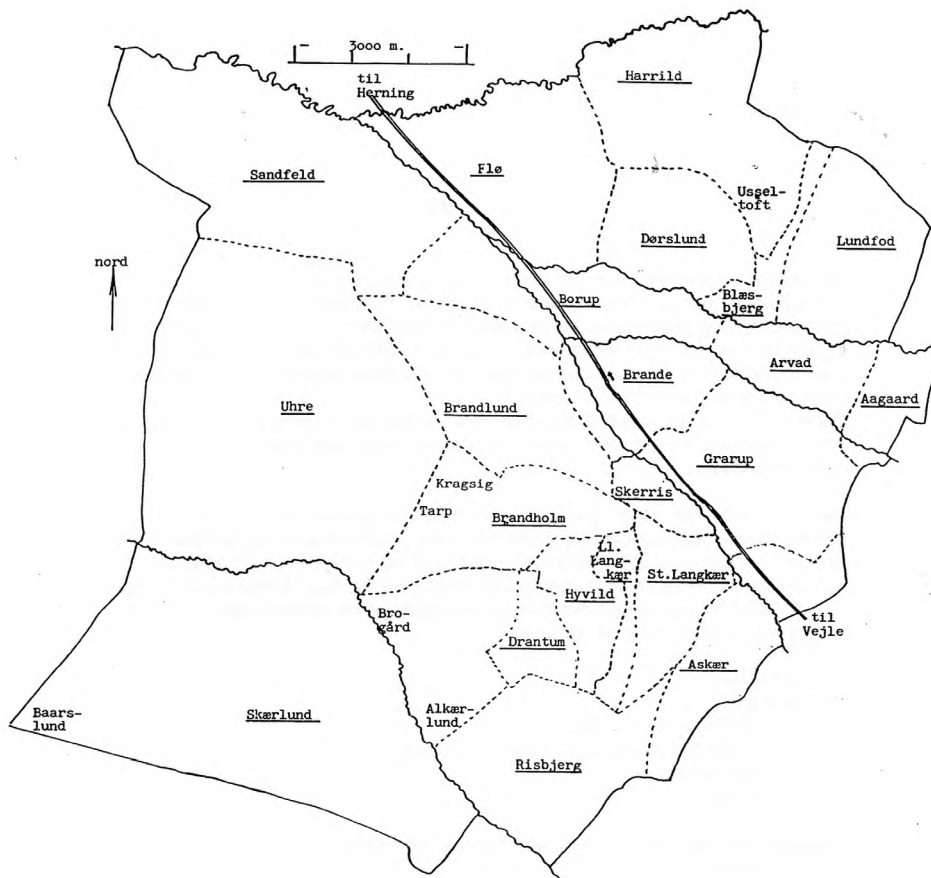 3000 m.
til
Herning
Harrild
Sandfeld
Flø
Ussel-
toft
Dørslund
Lundfod
nord
Borup
Blæs-
bjerg
Brande
Arvad
Aagaard
Uhre
Brandlund
Grarup
Kragsig
Skerris
Tarp
Brandholm
Ll.
Lang-
kær
St.Langkær
Hyvild
Bro-
gård
til
Vejle
Drantum
Askær
Baars-
lund
Skærlund
Alkær-
lund
Risbjerg